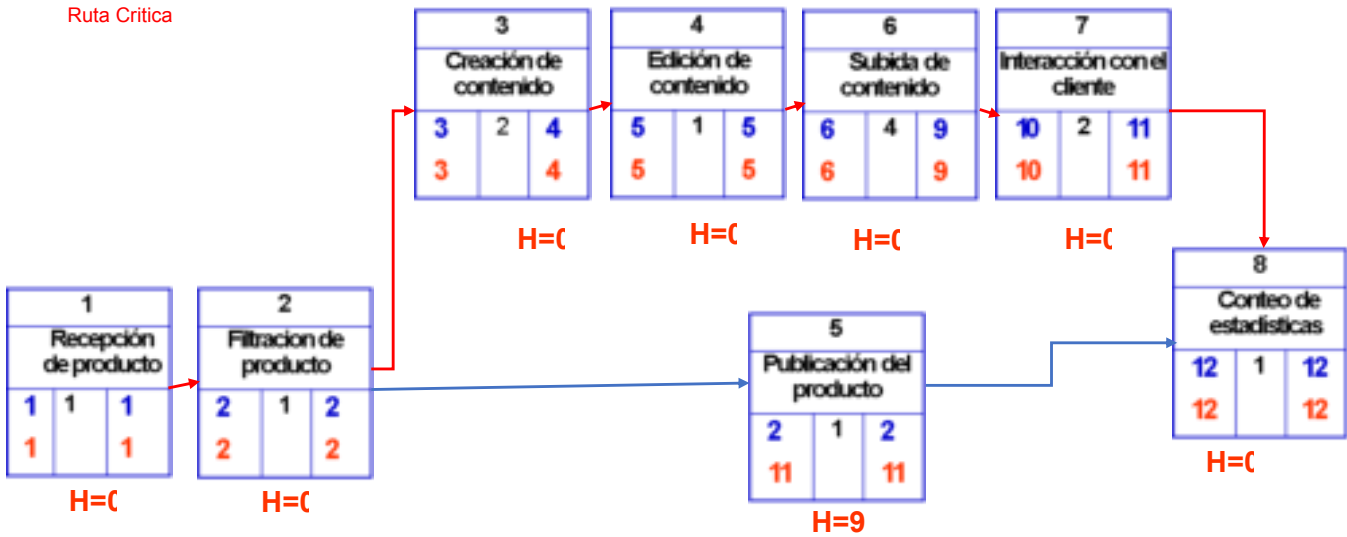 Ruta Critica
3
Creación de
contenido
3 2 4
3 4
H=0
4
Edición de
contenido
5 1 5
5 5
H=0
6
Subida de
contenido
6 4 9
6 9
H=0
7
Interacción con el
cliente
10 2 11
10 11
H=0
1
Recepción
de producto
1 1 1
1 1
H=0
2
Filtracion de
producto
2 1 2
2 2
H=0
5
Publicación del
producto
2 1 2
11 11
H=9
8
Conteo de
estadisticas
12 1 12
12 12
H=0